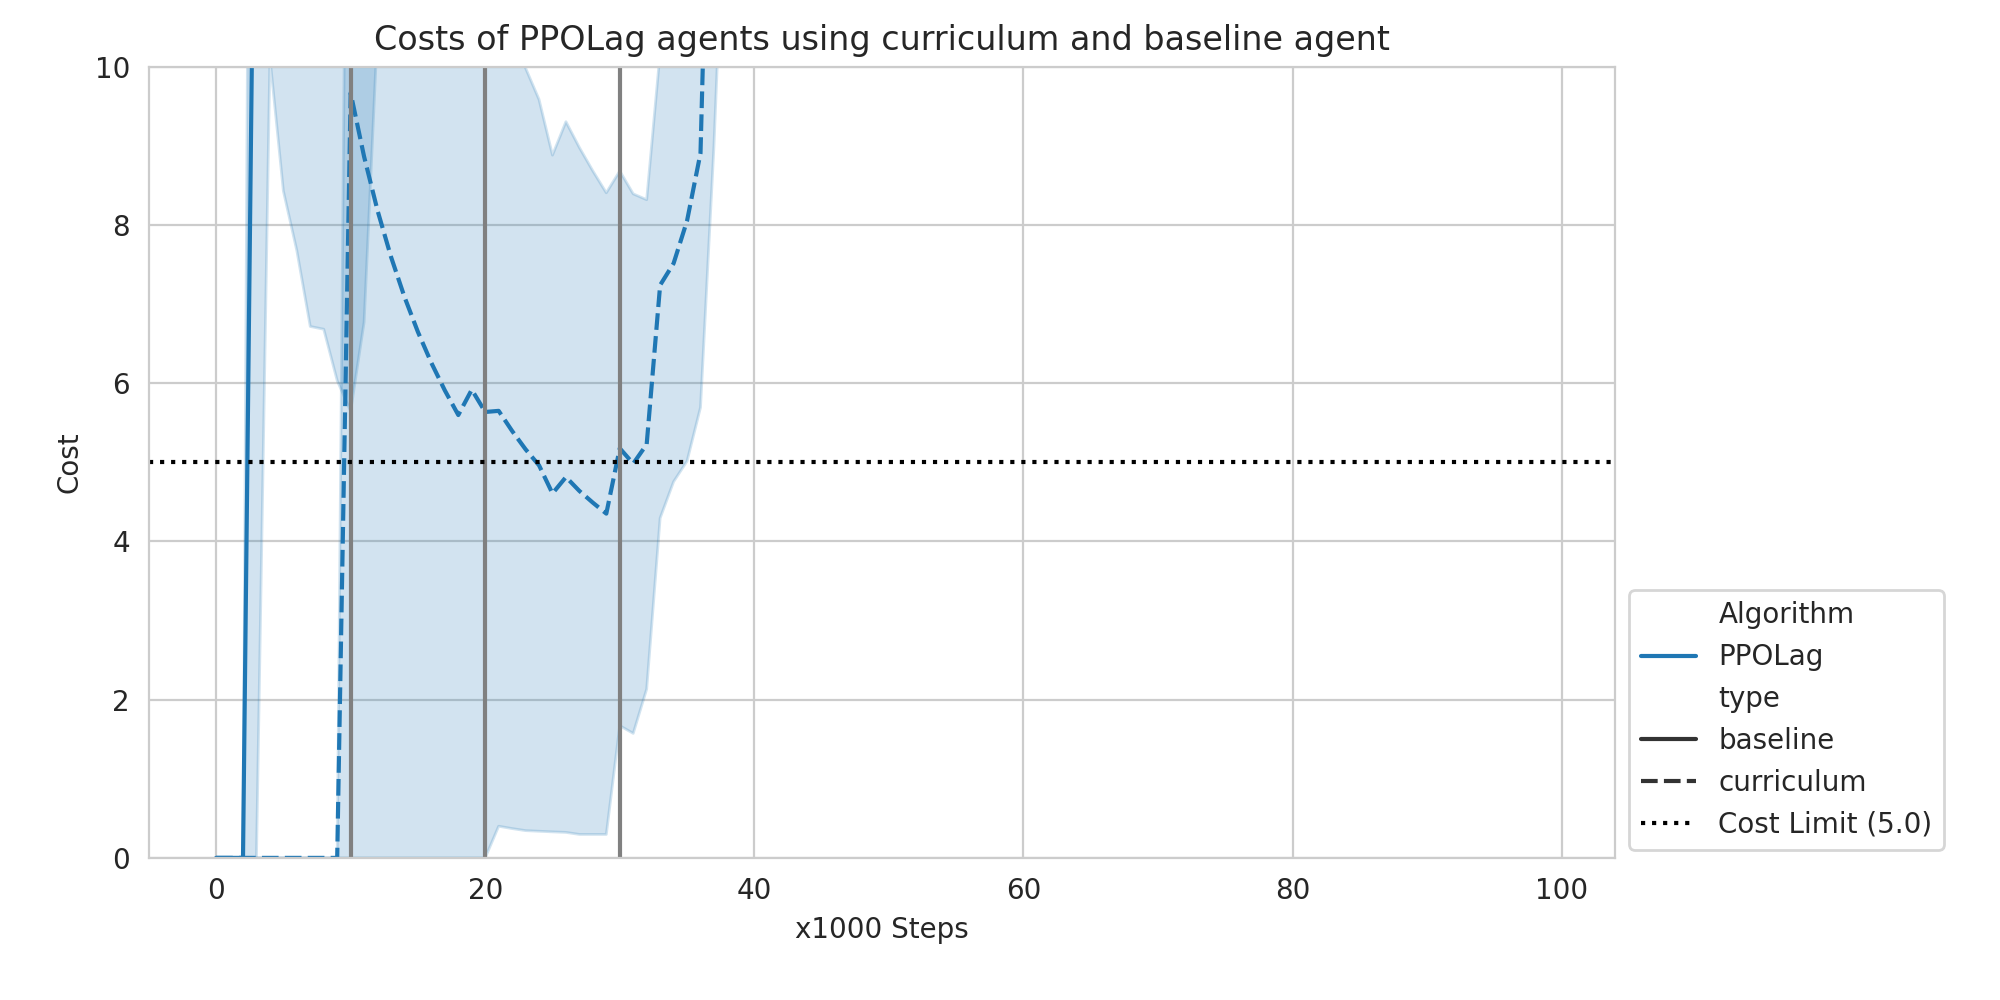 Costs of PPOLag agents using curriculum and baseline agent
10
8
6
4
2
0
Cost
0 20 40 60 80 100
x1000 Steps
Algorithm
PPOLag
type
baseline
curriculum
Cost Limit (5.0)